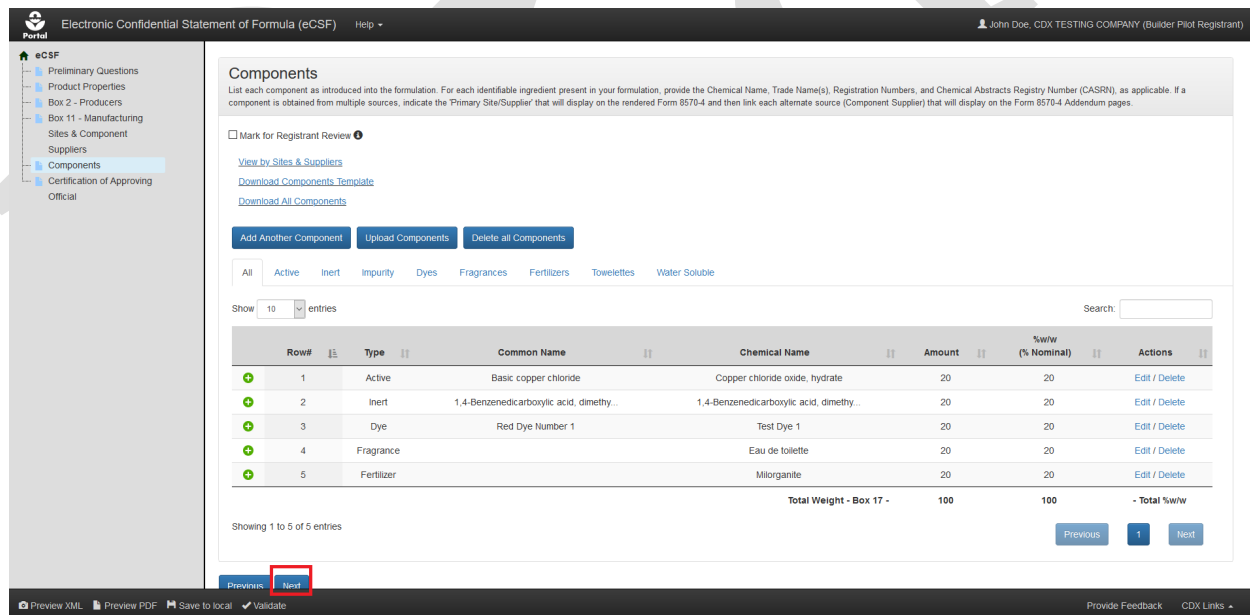 Portal
Electronic Confidential Statement of Formula (eCSF) Help
John Doe, CDX TESTING COMPANY (Builder Pilot Registrant)
eCSF
Preliminary Questions
Product Properties
Box 2 - Producers
Box 11 - Manufacturing
Sites & Component
Suppliers
Components
Certification of Approving
Official
Components
List each component as introduced into the formulation. For each identifiable ingredient present in your formulation, provide the Chemical Name, Trade Name(s), Registration Numbers, and Chemical Abstracts Registry Number (CASRN), as applicable. If a
component is obtained from multiple sources, indicate the 'Primary Site/Supplier' that will display on the rendered Form 8570-4 and then link each alternate source (Component Supplier) that will display on the Form 8570-4 Addendum pages.
Mark for Registrant Review
View by Sites & Suppliers
Download Components Template
Download All Components
Add Another Component Upload Components Delete all Components
All Active Inert Impurity Dyes Fragrances Fertilizers Towelettes Water Soluble
Show 10 entries Search:
Row# Type Common Name Chemical Name Amount %w/w (% Nominal) Actions
1 Active Basic copper chloride Copper chloride oxide, hydrate 20 20 Edit / Delete
2 Inert 1,4-Benzenedicarboxylic acid, dimethy... 1,4-Benzenedicarboxylic acid, dimethy... 20 20 Edit / Delete
3 Dye Red Dye Number 1 Test Dye 1 20 20 Edit / Delete
4 Fragrance Eau de toilette 20 20 Edit / Delete
5 Fertilizer Milorganite 20 20 Edit / Delete
Total Weight - Box 17 - 100 100 - Total %w/w
Showing 1 to 5 of 5 entries
Previous 1 Next
Previous Next
Preview XML Preview PDF Save to local Validate Provide Feedback CDX Links